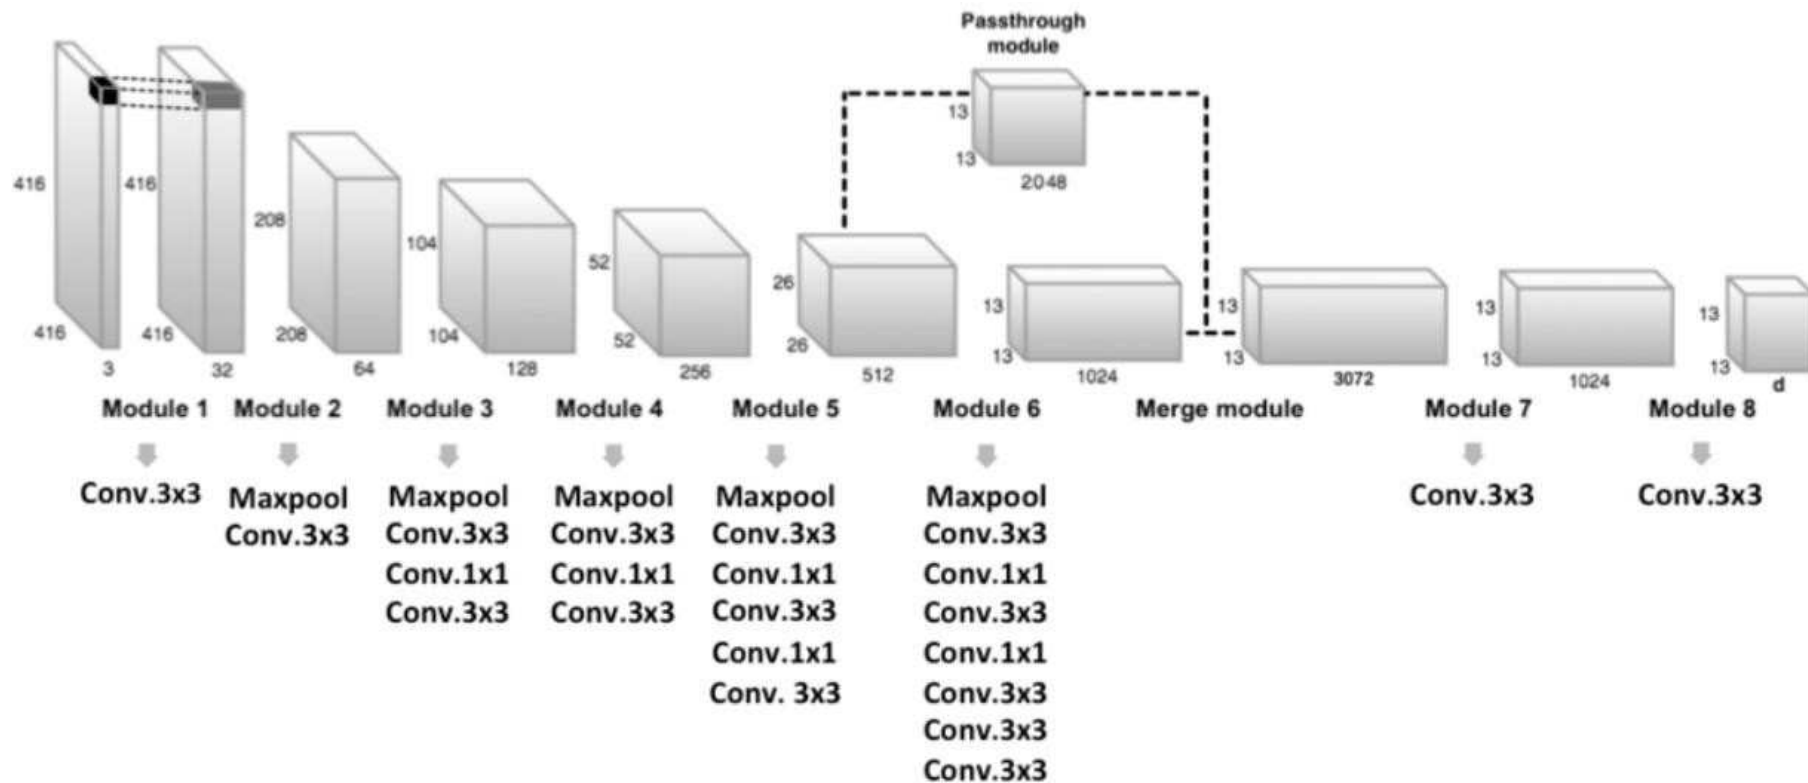 Passthrough
module
13
13
2048
416
416
3
416
416
32
208
208
64
104
104
128
52
52
256
26
26
512
13
13
1024
13
13
3072
13
13
1024
13
13
d
Module 1 Module 2 Module 3 Module 4 Module 5 Module 6 Merge module Module 7 Module 8
Conv.3x3
Maxpool
Conv.3x3
Maxpool
Conv.3x3
Conv.1x1
Conv.3x3
Maxpool
Conv.3x3
Conv.1x1
Conv.3x3
Maxpool
Conv.3x3
Conv.1x1
Conv.3x3
Conv.1x1
Conv. 3x3
Maxpool
Conv.3x3
Conv.1x1
Conv.3x3
Conv.1x1
Conv.3x3
Conv.3x3
Conv.3x3
Conv.3x3
Conv.3x3